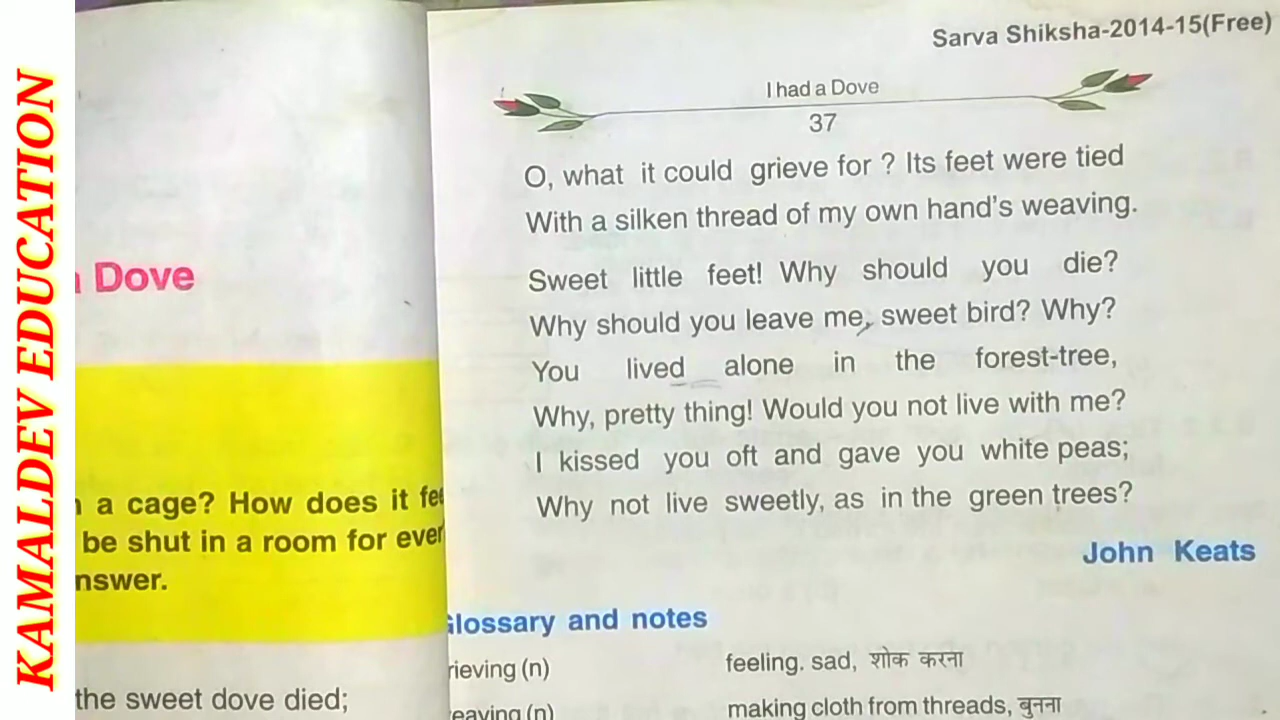 KAMALDEV EDUCATION
Dove
a cage? How does it
be shut in a room for ever
the sweet dove died;
Sarva Shiksha-2014-15(Free)
I had a Dove
37
O, what it could grieve for ? Its feet were tied
With a silken thread of my own hand's weaving.
Sweet little feet! Why should you die?
Why should you leave me, sweet bird? Why?
You lived alone in the forest-tree,
Why, pretty thing! Would you not live with me?
I kissed you oft and gave you white peas;
Why not live sweetly, as in the green trees?
John Keats
and notes
(n) feeling. sad, शोक करना
(n) making cloth from threads, बुनना